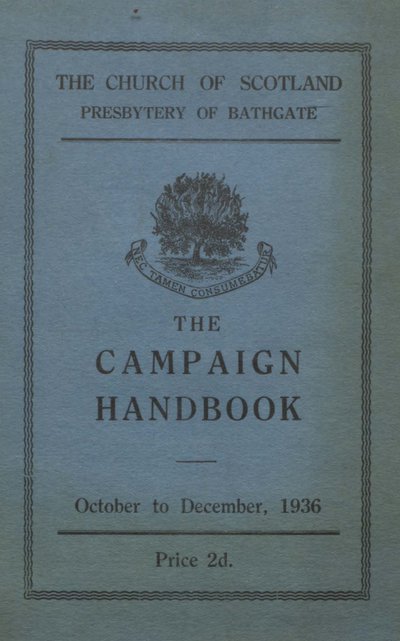 THE CHURCH OF SCOTLAND
PRESBYTERY OF BATHGATE
NEC TAMEN CONSUMEBATUR
THE
CAMPAIGN
HANDBOOK
October to December, 1936
Price 2d.